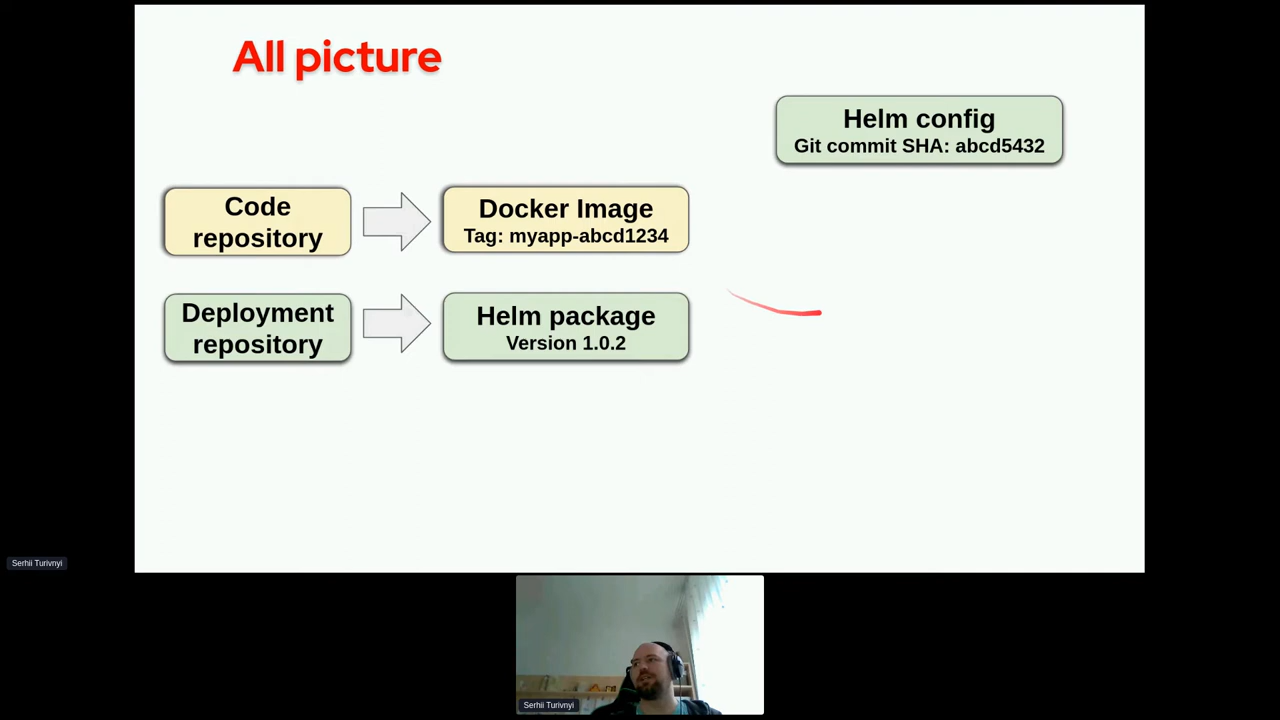 All picture
Helm config
Git commit SHA: abcd5432
Code
repository
Docker Image
Tag: myapp-abcd1234
Deployment
repository
Helm package
Version 1.0.2
Serhii Turivnyi
Serhii Turivnyi